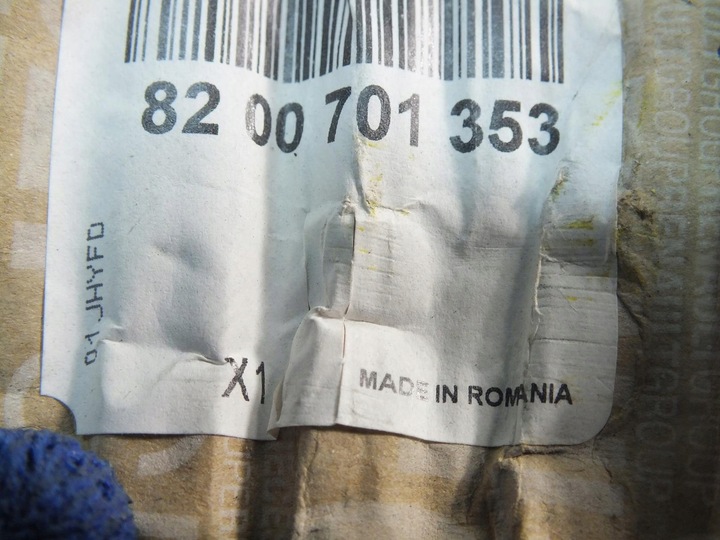 82 00 701 353
01 JHYFD
X1
MADE IN ROMANIA